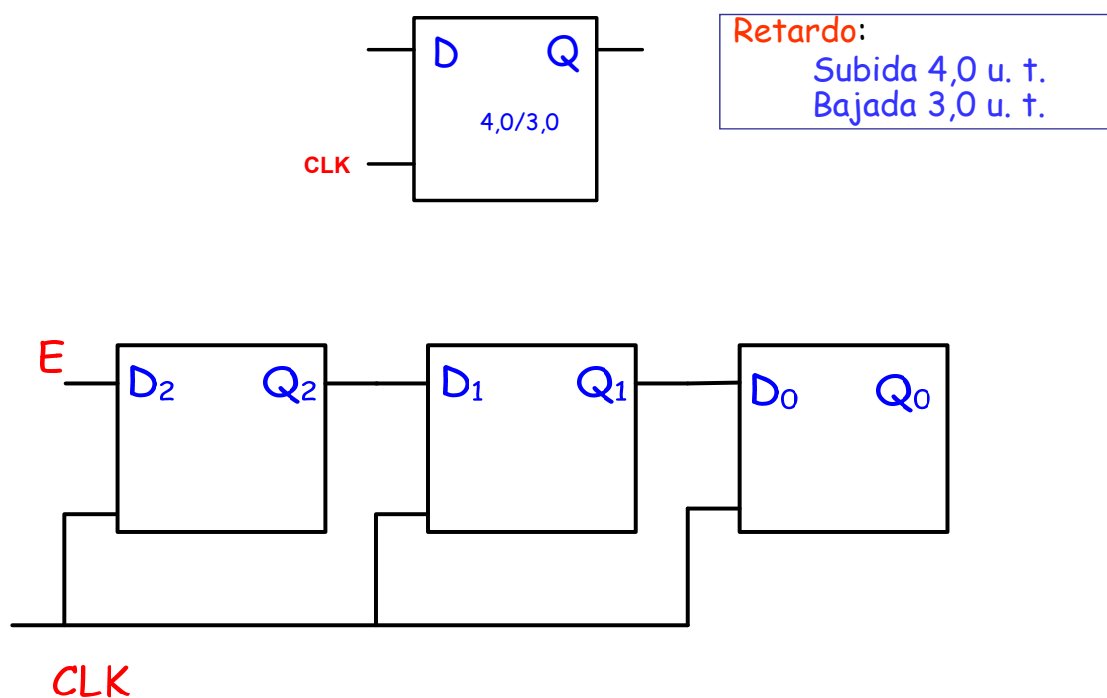 D Q
4,0/3,0
CLK
Retardo:
Subida 4,0 u. t.
Bajada 3,0 u. t.
E
D₂ Q₂ D₁ Q₁ D₀ Q₀
CLK